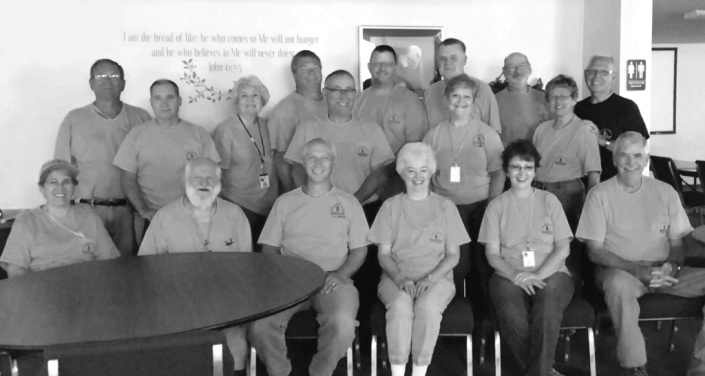 I am the bread of life; he who comes to Me will not hunger
and he who believes in Me will never thirst
John 6:35